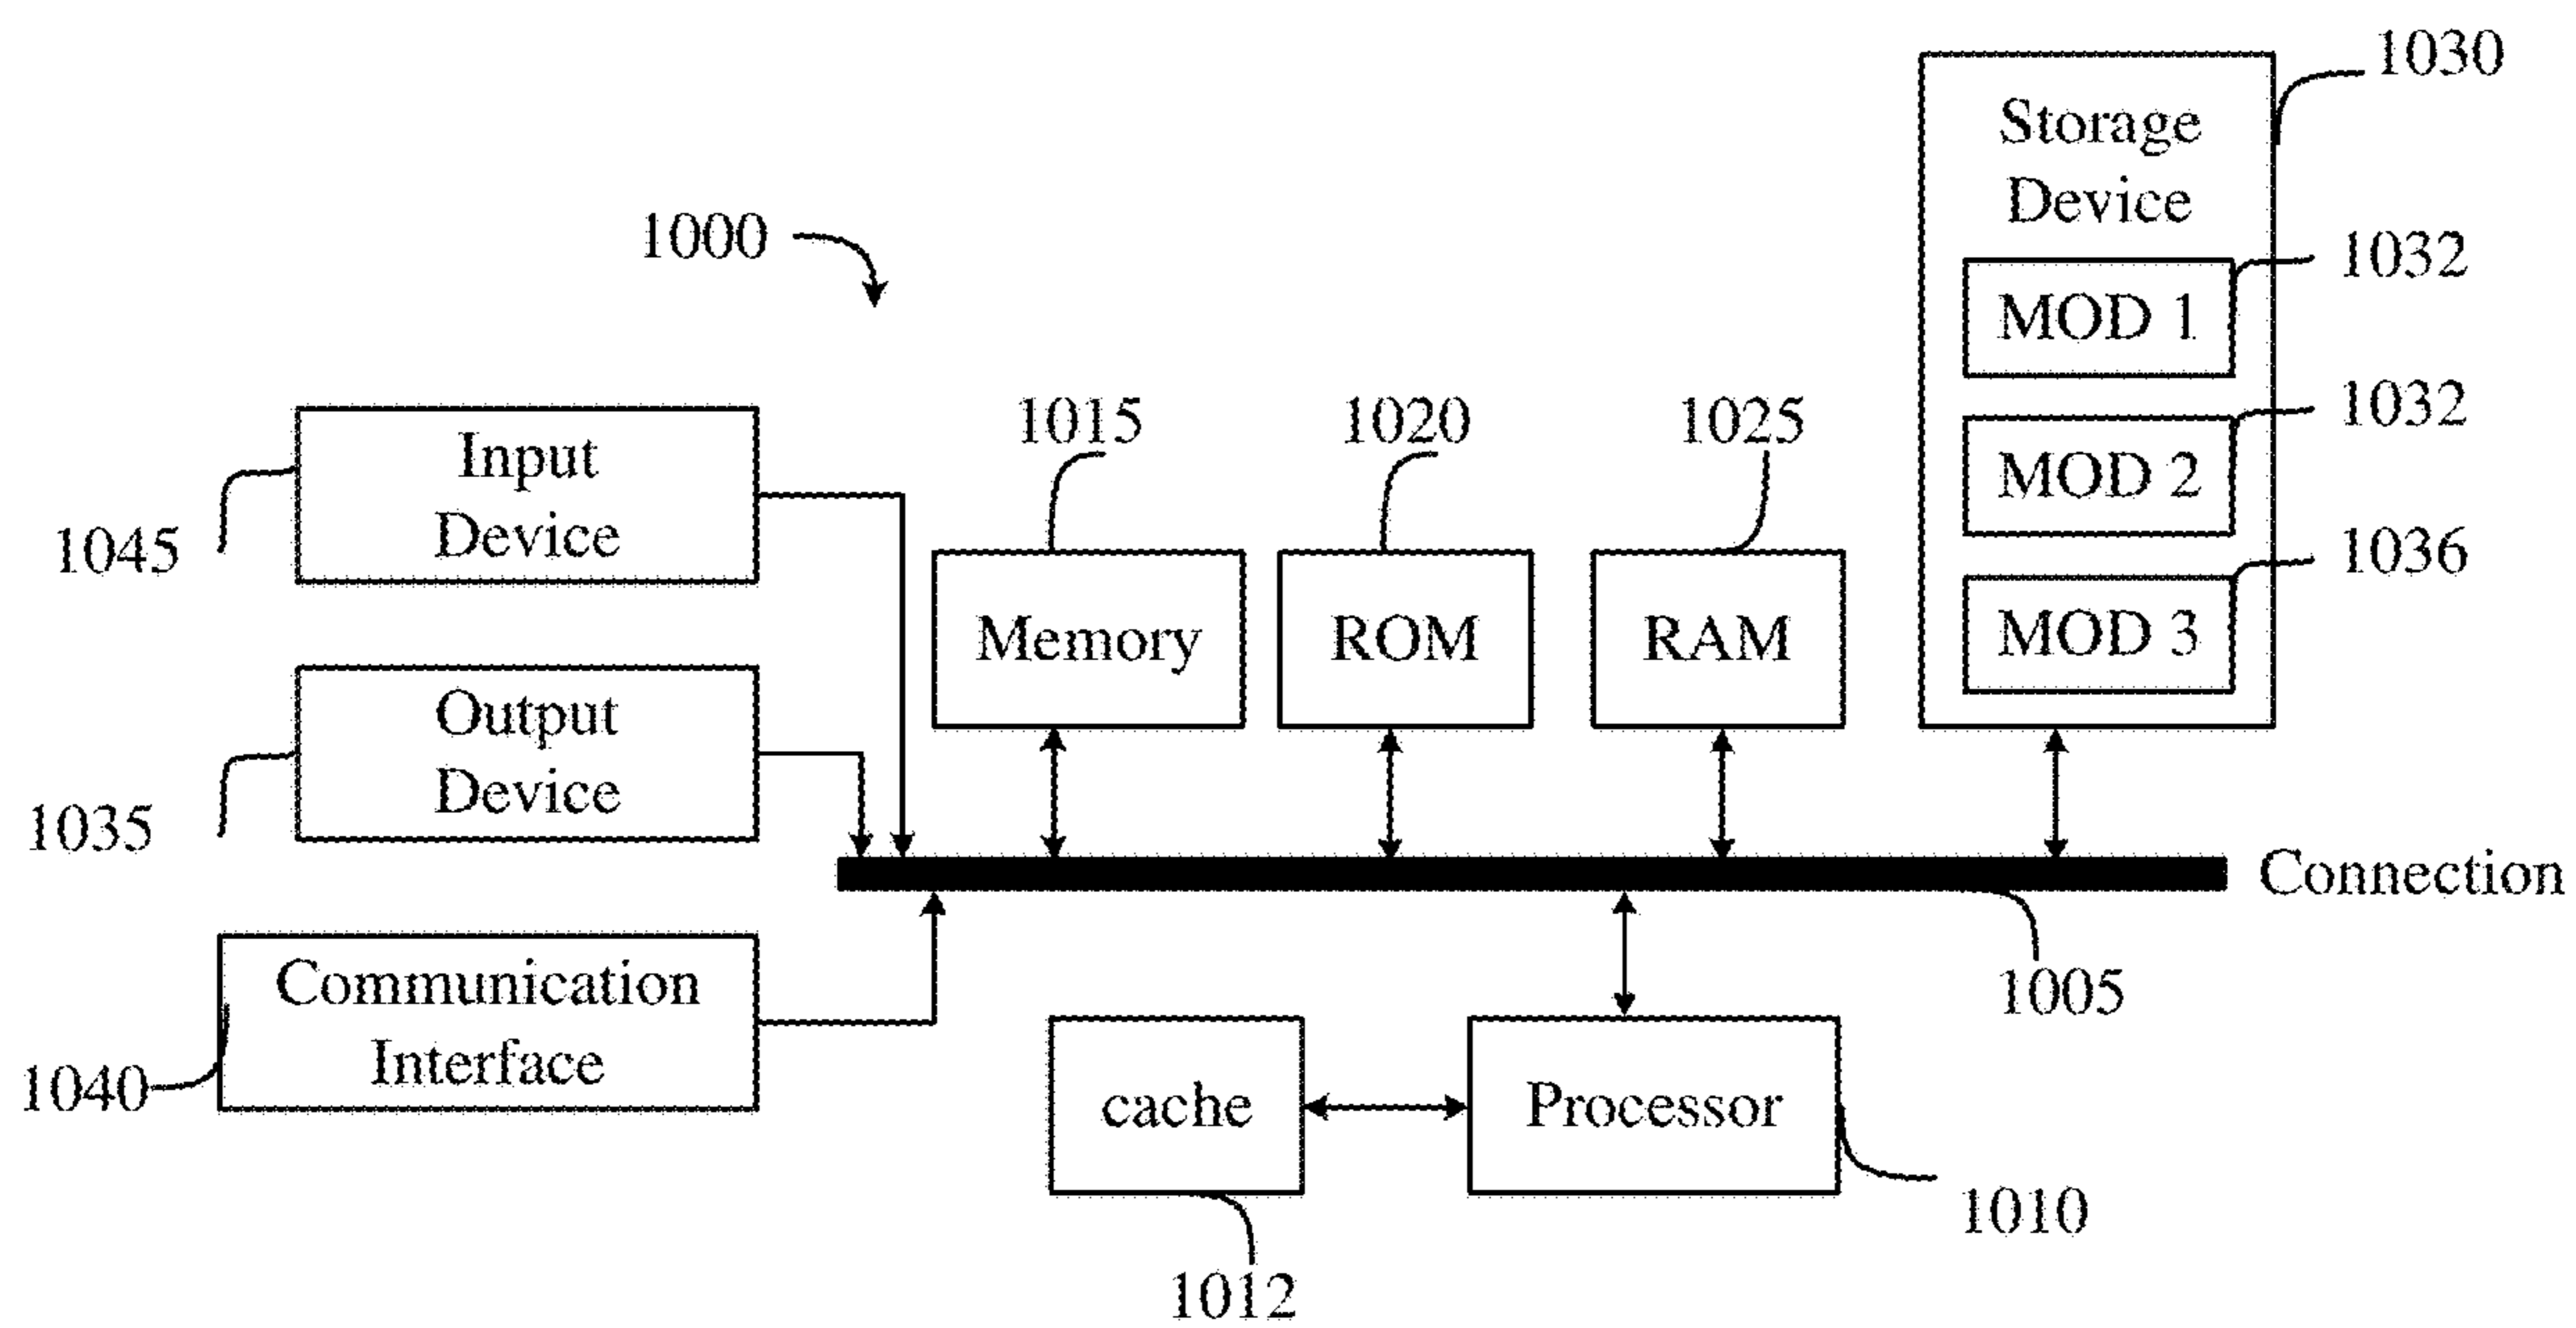 1030
Storage
Device
1000
1032
MOD 1
1032
MOD 2
1036
MOD 3
1015
1020
1025
Input
Device
1045
Memory
ROM
RAM
Output
Device
1035
Connection
1005
Communication
Interface
1040
cache
Processor
1010
1012